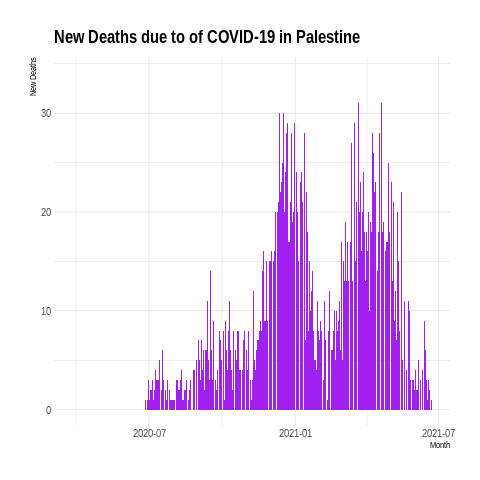 New Deaths due to of COVID-19 in Palestine
New Deaths
30
20
10
0
2020-07
2021-01
2021-07
Month